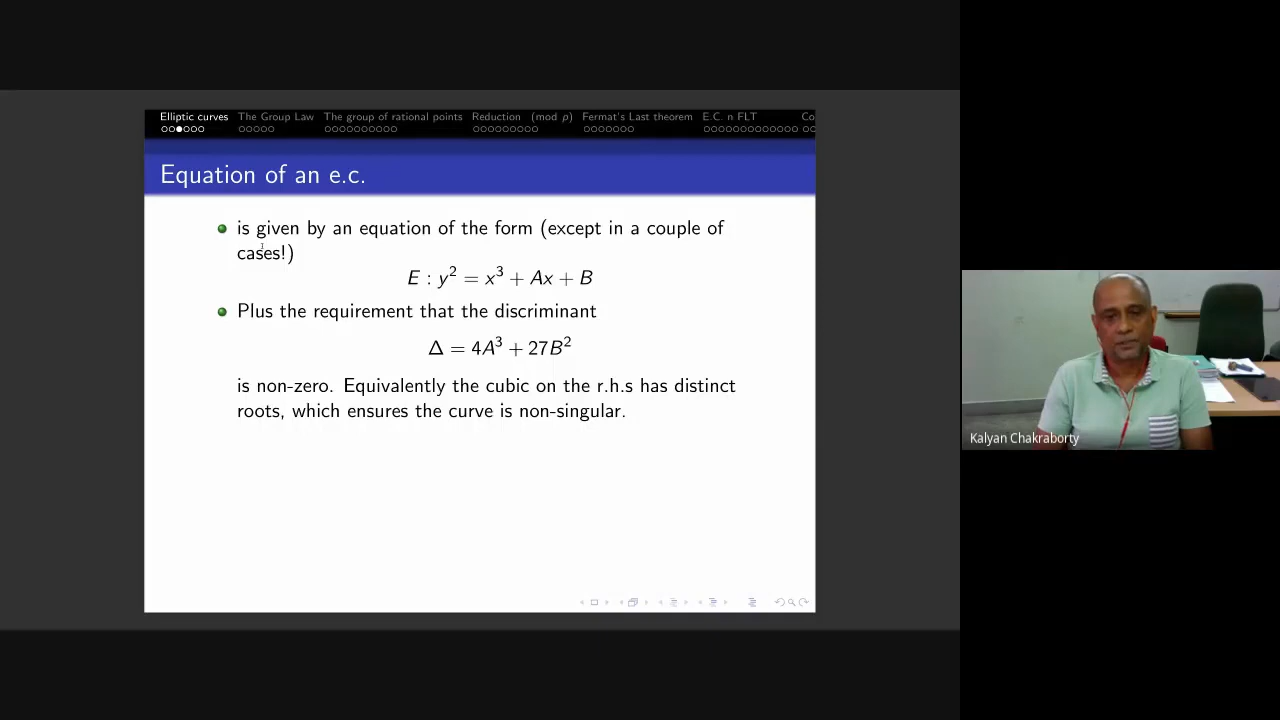 Elliptic curves The Group Law The group of rational points Reduction (mod p) Fermat's Last theorem E.C. n FLT Co
Equation of an e.c.
is given by an equation of the form (except in a couple of
cases!)
E : y² = x³ + Ax + B
Plus the requirement that the discriminant
Δ = 4A³ + 27B²
is non-zero. Equivalently the cubic on the r.h.s has distinct
roots, which ensures the curve is non-singular.
Kalyan Chakraborty